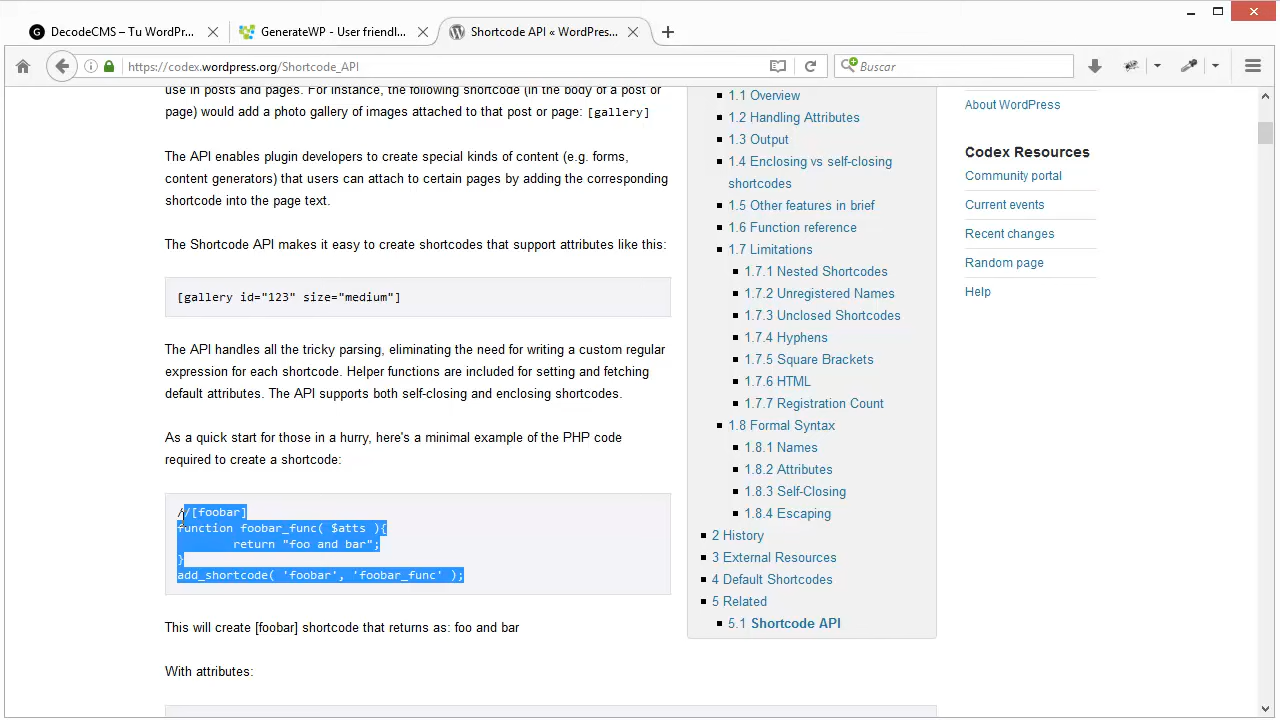 DecodeCMS – Tu WordPr...
GenerateWP - User friendl...
Shortcode API « WordPress...
https://codex.wordpress.org/Shortcode_API
Buscar
use in posts and pages. For instance, the following shortcode (in the body of a post or
page) would add a photo gallery of images attached to that post or page: [gallery]
The API enables plugin developers to create special kinds of content (e.g. forms,
content generators) that users can attach to certain pages by adding the corresponding
shortcode into the page text.
The Shortcode API makes it easy to create shortcodes that support attributes like this:
[gallery id="123" size="medium"]
The API handles all the tricky parsing, eliminating the need for writing a custom regular
expression for each shortcode. Helper functions are included for setting and fetching
default attributes. The API supports both self-closing and enclosing shortcodes.
As a quick start for those in a hurry, here's a minimal example of the PHP code
required to create a shortcode:
//[foobar]
function foobar_func( $atts ){
return "foo and bar";
}
add_shortcode( 'foobar', 'foobar_func' );
This will create [foobar] shortcode that returns as: foo and bar
With attributes:
1.1 Overview
1.2 Handling Attributes
1.3 Output
1.4 Enclosing vs self-closing
shortcodes
1.5 Other features in brief
1.6 Function reference
1.7 Limitations
1.7.1 Nested Shortcodes
1.7.2 Unregistered Names
1.7.3 Unclosed Shortcodes
1.7.4 Hyphens
1.7.5 Square Brackets
1.7.6 HTML
1.7.7 Registration Count
1.8 Formal Syntax
1.8.1 Names
1.8.2 Attributes
1.8.3 Self-Closing
1.8.4 Escaping
2 History
3 External Resources
4 Default Shortcodes
5 Related
5.1 Shortcode API
About WordPress
Codex Resources
Community portal
Current events
Recent changes
Random page
Help